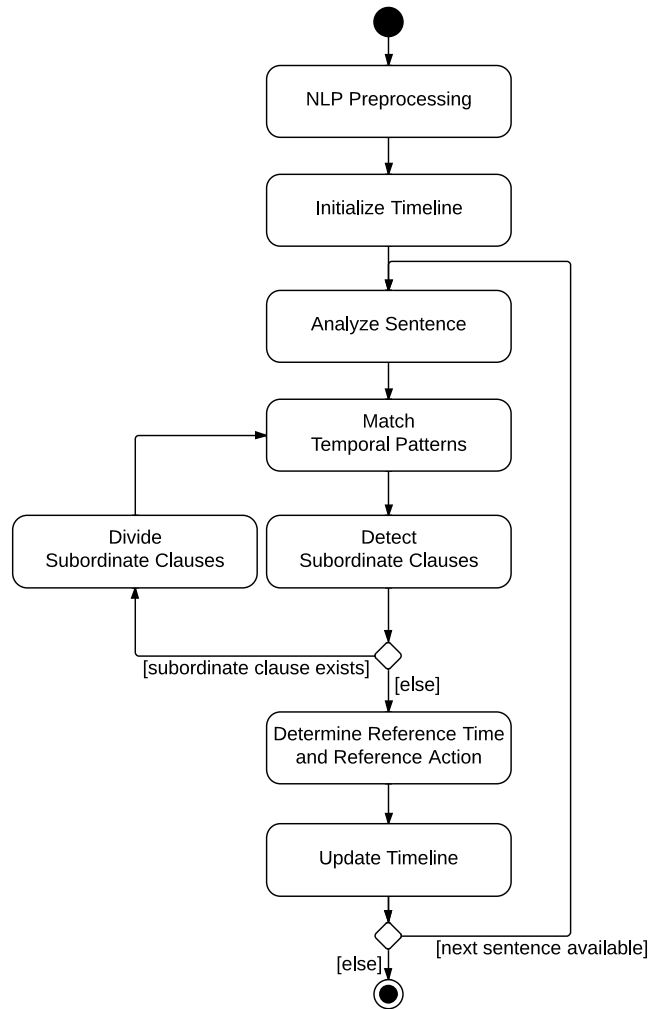 NLP Preprocessing
Initialize Timeline
Analyze Sentence
Match
Temporal Patterns
Divide
Subordinate Clauses
Detect
Subordinate Clauses
[subordinate clause exists]
[else]
Determine Reference Time
and Reference Action
Update Timeline
[next sentence available]
[else]